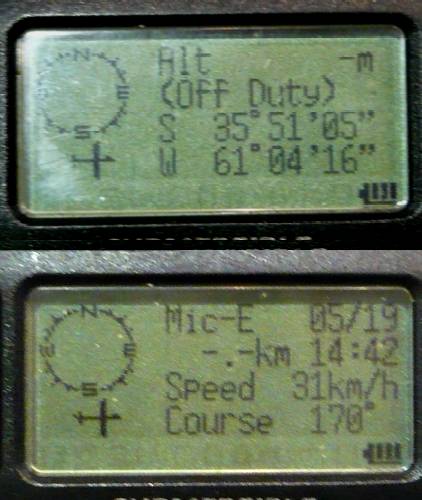 N
E
S
Alt -m
(Off Duty)
S 35°51'05"
W 61°04'16"
N
W
E
S
Mic-E 05/19
-.-km 14:42
Speed 31km/h
Course 170°